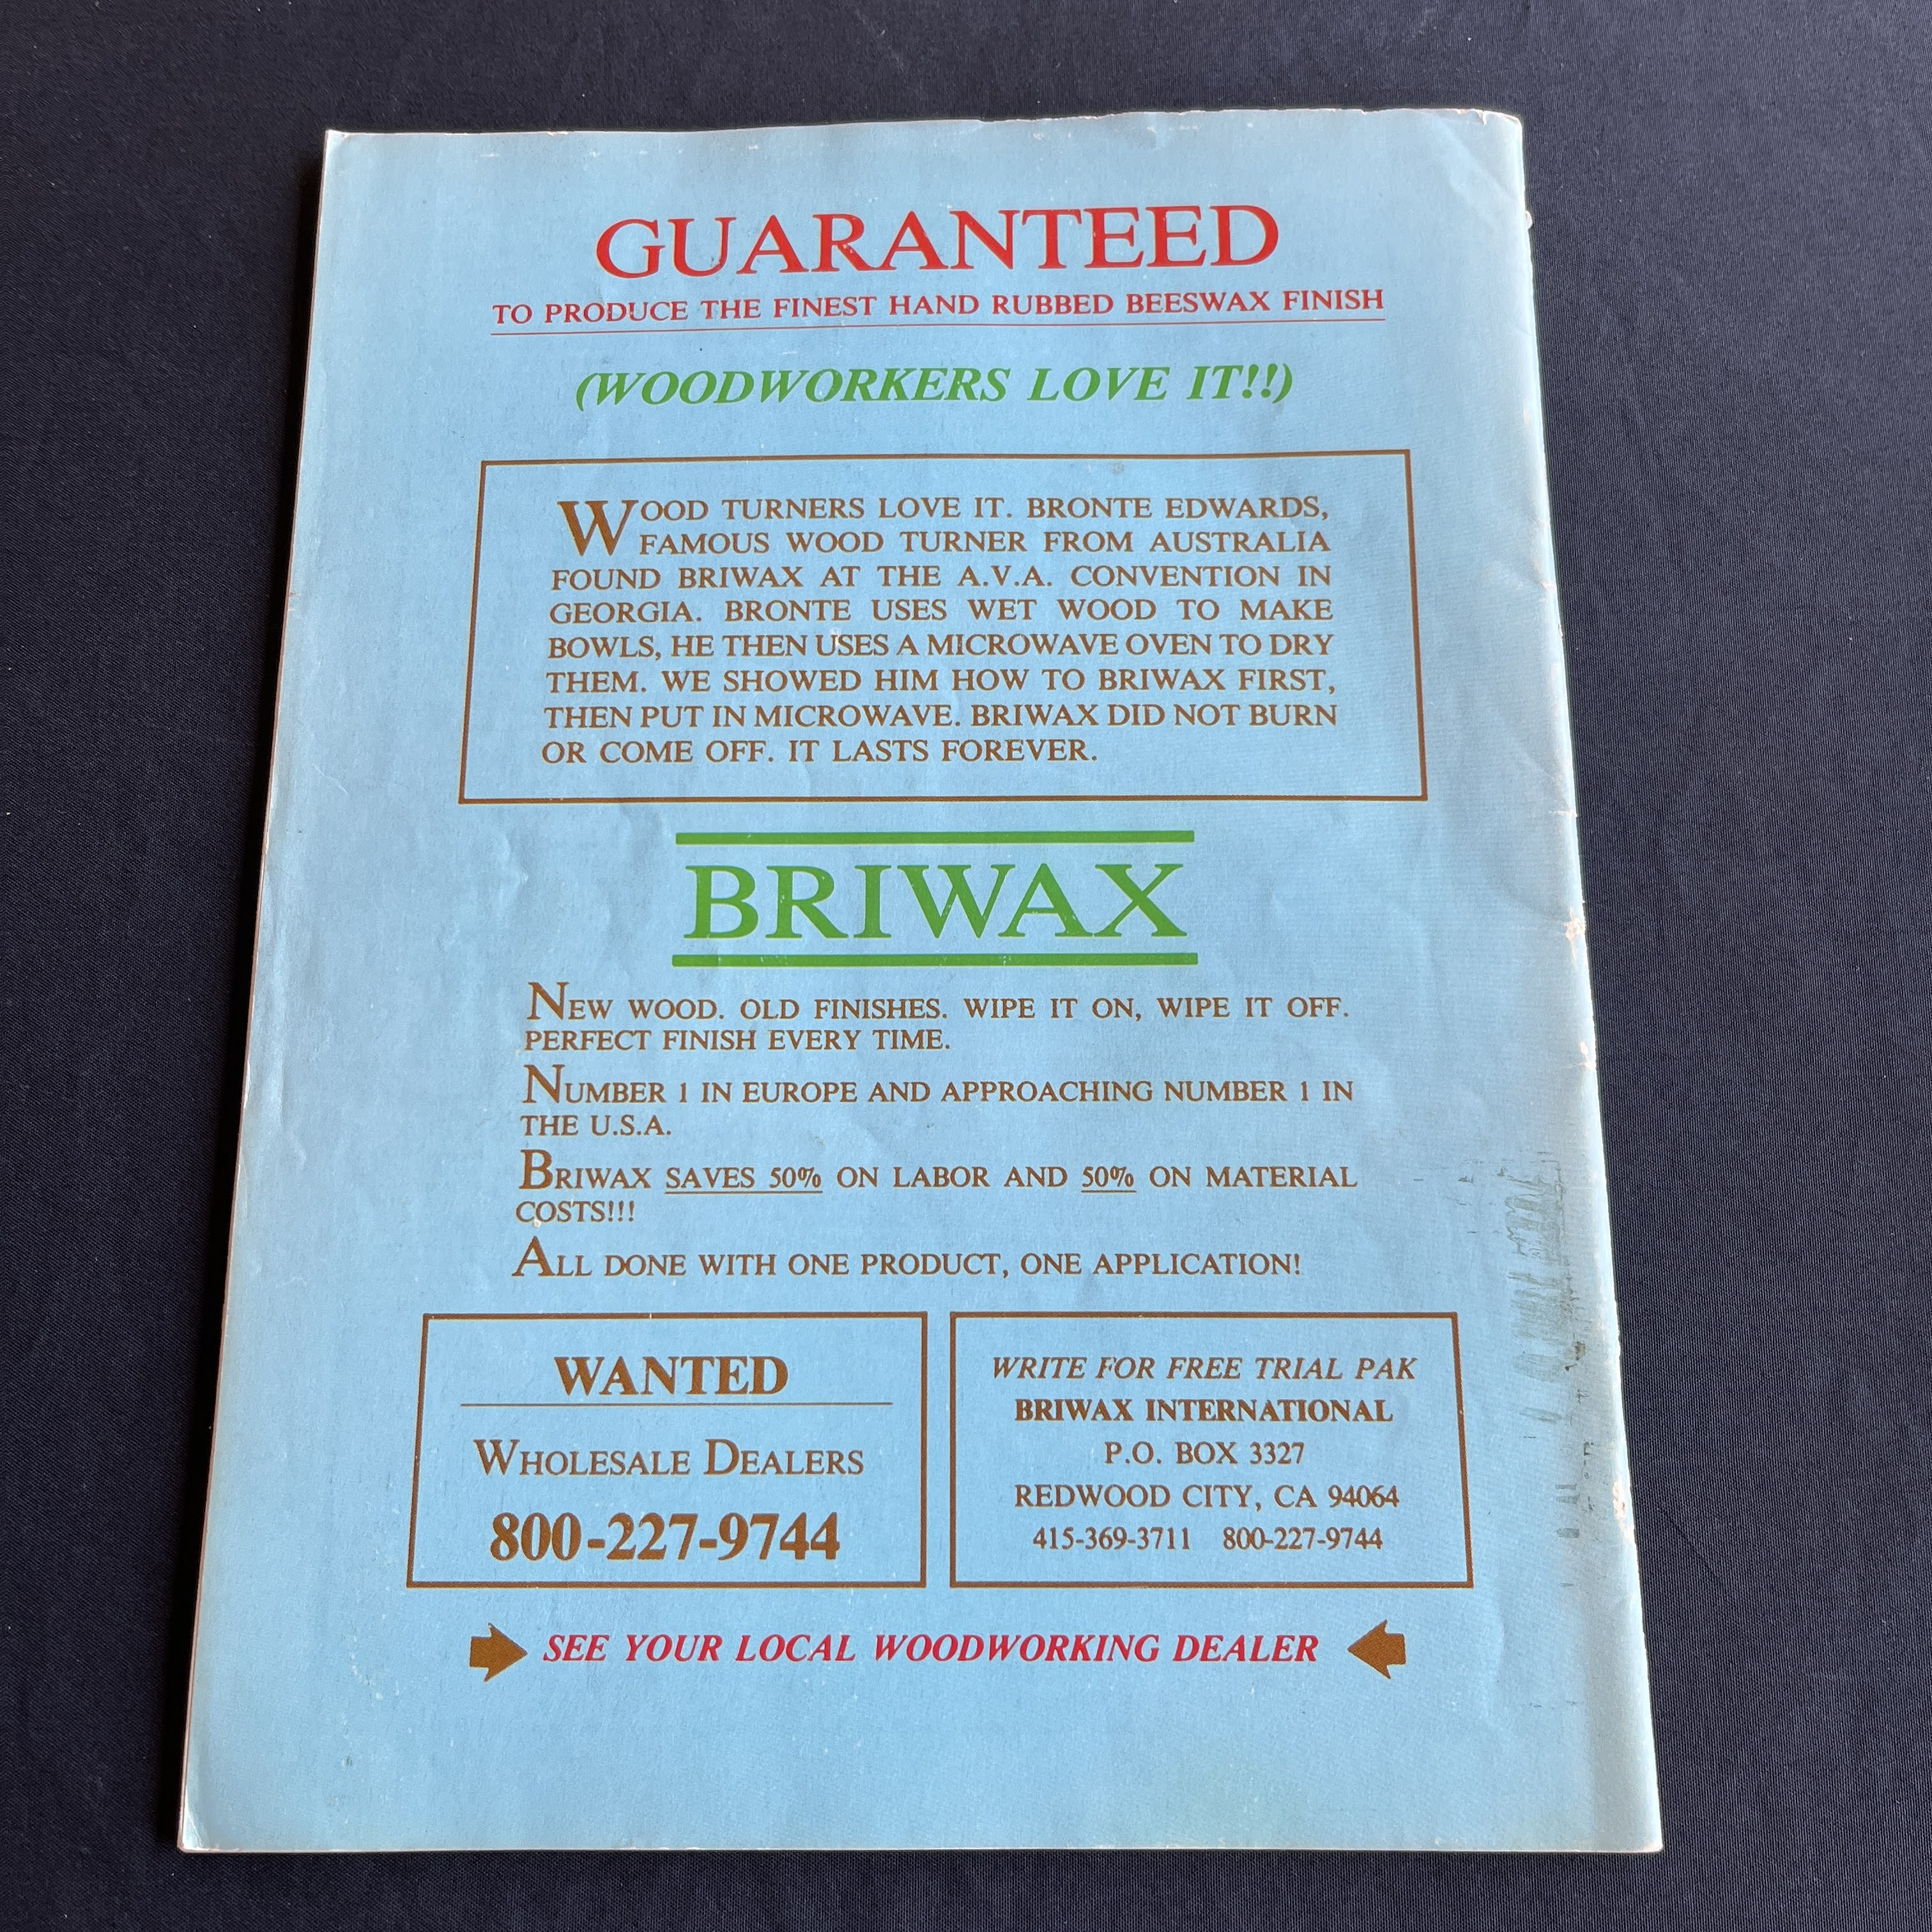 GUARANTEED
TO PRODUCE THE FINEST HAND RUBBED BEESWAX FINISH
(WOODWORKERS LOVE IT!!)
WOOD TURNERS LOVE IT. BRONTE EDWARDS,
FAMOUS WOOD TURNER FROM AUSTRALIA
FOUND BRIWAX AT THE A.V.A. CONVENTION IN
GEORGIA. BRONTE USES WET WOOD TO MAKE
BOWLS, HE THEN USES A MICROWAVE OVEN TO DRY
THEM. WE SHOWED HIM HOW TO BRIWAX FIRST,
THEN PUT IN MICROWAVE. BRIWAX DID NOT BURN
OR COME OFF. IT LASTS FOREVER.
BRIWAX
NEW WOOD. OLD FINISHES. WIPE IT ON, WIPE IT OFF.
PERFECT FINISH EVERY TIME.
NUMBER 1 IN EUROPE AND APPROACHING NUMBER 1 IN
THE U.S.A.
BRIWAX SAVES 50% ON LABOR AND 50% ON MATERIAL
COSTS!!!
ALL DONE WITH ONE PRODUCT, ONE APPLICATION!
WANTED
WHOLESALE DEALERS
800-227-9744
WRITE FOR FREE TRIAL PAK
BRIWAX INTERNATIONAL
P.O. BOX 3327
REDWOOD CITY, CA 94064
415-369-3711 800-227-9744
SEE YOUR LOCAL WOODWORKING DEALER